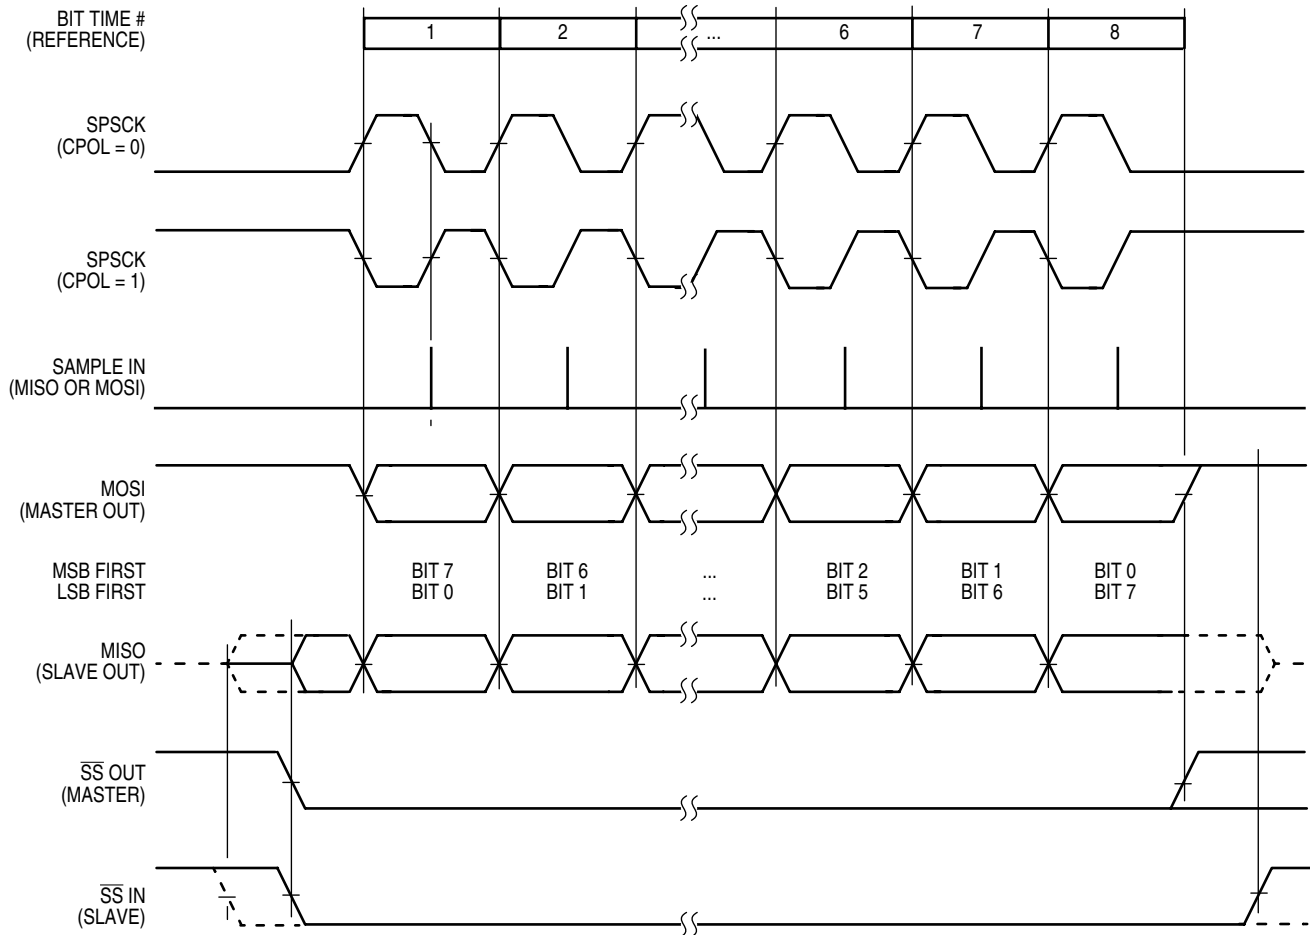 BIT TIME #
(REFERENCE)
1 2 ... 6 7 8
SPSCK
(CPOL = 0)
SPSCK
(CPOL = 1)
SAMPLE IN
(MISO OR MOSI)
MOSI
(MASTER OUT)
MSB FIRST BIT 7 BIT 6 ... BIT 2 BIT 1 BIT 0
LSB FIRST BIT 0 BIT 1 ... BIT 5 BIT 6 BIT 7
MISO
(SLAVE OUT)
S̅S̅ OUT
(MASTER)
S̅S̅ IN
(SLAVE)